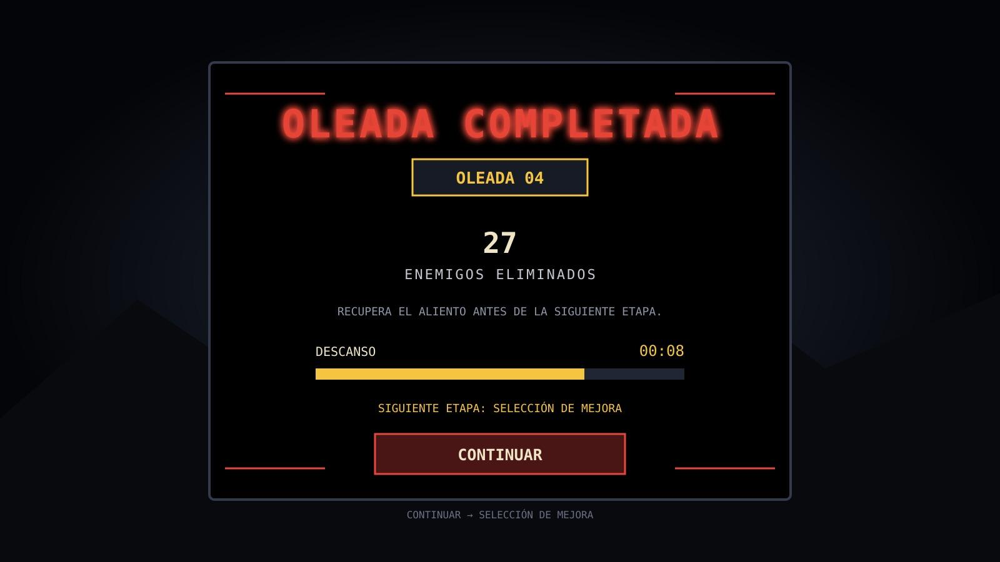 OLEADA COMPLETADA
OLEADA 04
27
ENEMIGOS ELIMINADOS
RECUPERA EL ALIENTO ANTES DE LA SIGUIENTE ETAPA.
DESCANSO 00:08
SIGUIENTE ETAPA: SELECCIÓN DE MEJORA
CONTINUAR
CONTINUAR → SELECCIÓN DE MEJORA